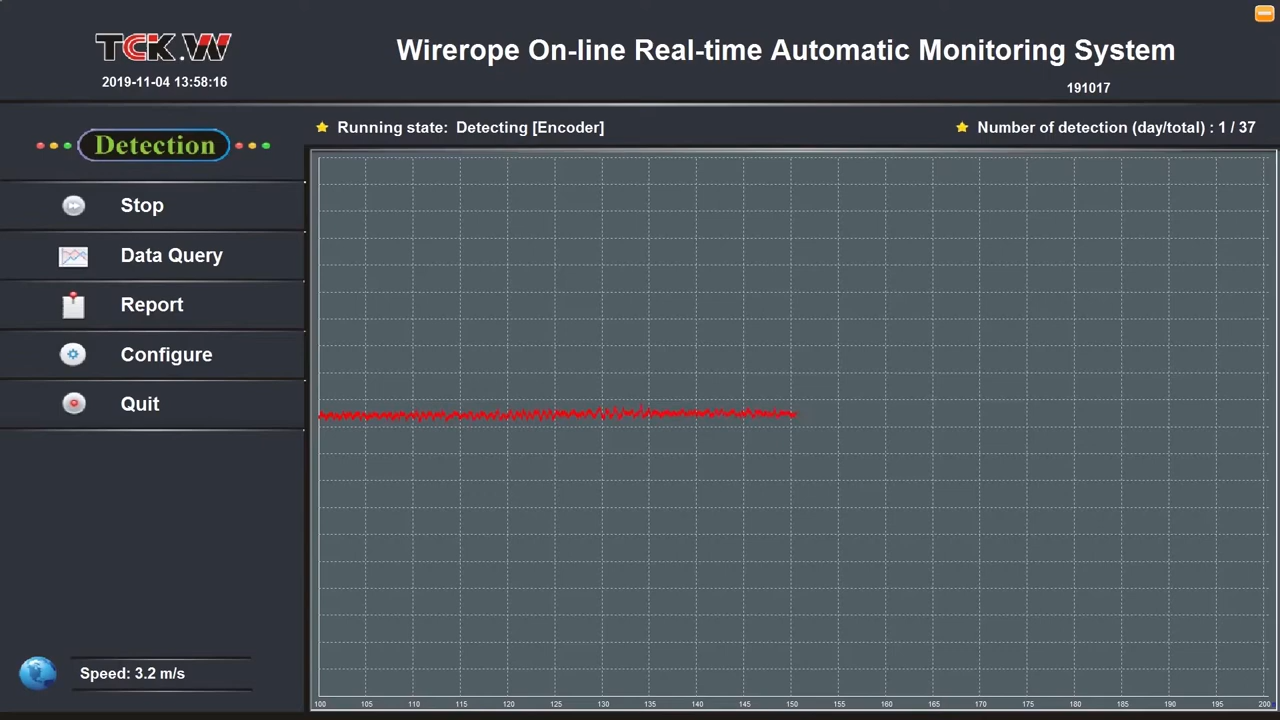 TCK.W
Wirerope On-line Real-time Automatic Monitoring System
2019-11-04 13:58:16
191017
Detection
Running state: Detecting [Encoder]
Number of detection (day/total) : 1 / 37
Stop
Data Query
Report
Configure
Quit
Speed: 3.2 m/s
100 105 110 115 120 125 130 135 140 145 150 155 160 165 170 175 180 185 190 195 200